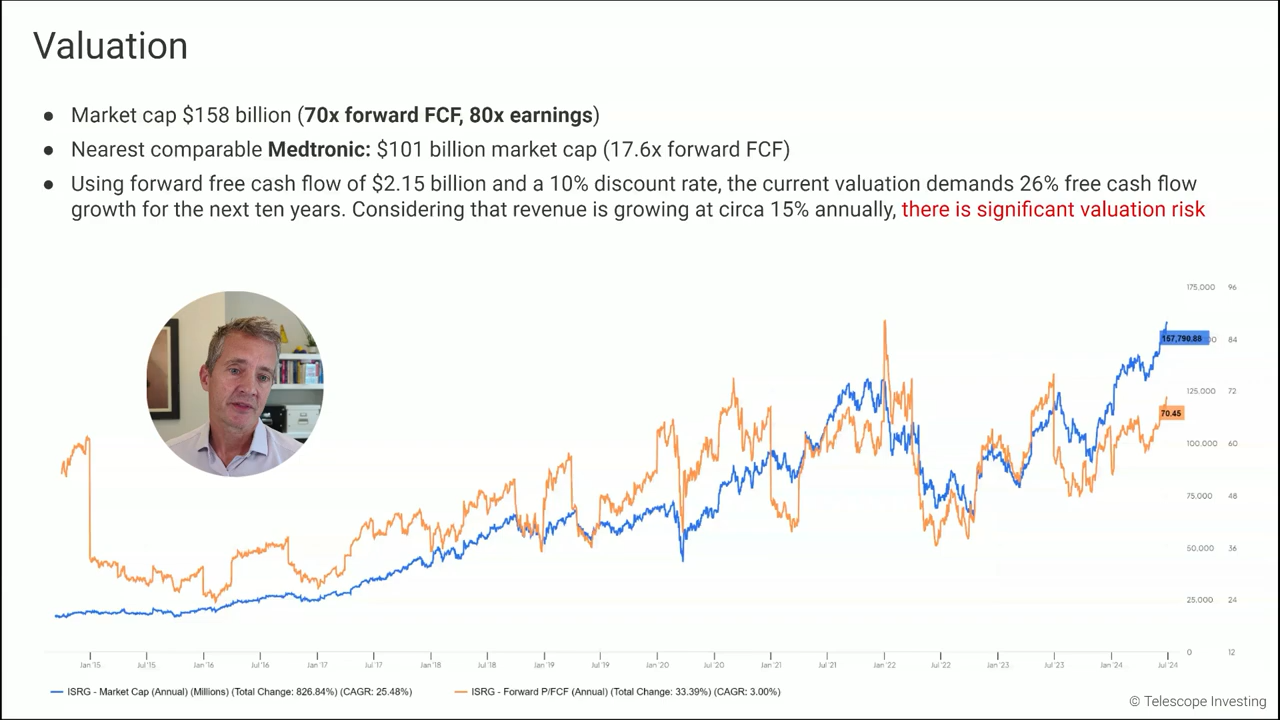 Valuation
● Market cap $158 billion (70x forward FCF, 80x earnings)
● Nearest comparable Medtronic: $101 billion market cap (17.6x forward FCF)
● Using forward free cash flow of $2.15 billion and a 10% discount rate, the current valuation demands 26% free cash flow
growth for the next ten years. Considering that revenue is growing at circa 15% annually, there is significant valuation risk
175.000 96
157,790.88 84
125.000 72
70.45
100.000 60
75.000 48
50.000 36
25.000 24
0 12
Jan '15 Jul '15 Jan '16 Jul '16 Jan '17 Jul '17 Jan '18 Jul '18 Jan '19 Jul '19 Jan '20 Jul '20 Jan '21 Jul '21 Jan '22 Jul '22 Jan '23 Jul '23 Jan '24 Jul '24
ISRG - Market Cap (Annual) (Millions) (Total Change: 826.84%) (CAGR: 25.48%) ISRG - Forward P/FCF (Annual) (Total Change: 33.39%) (CAGR: 3.00%)
© Telescope Investing